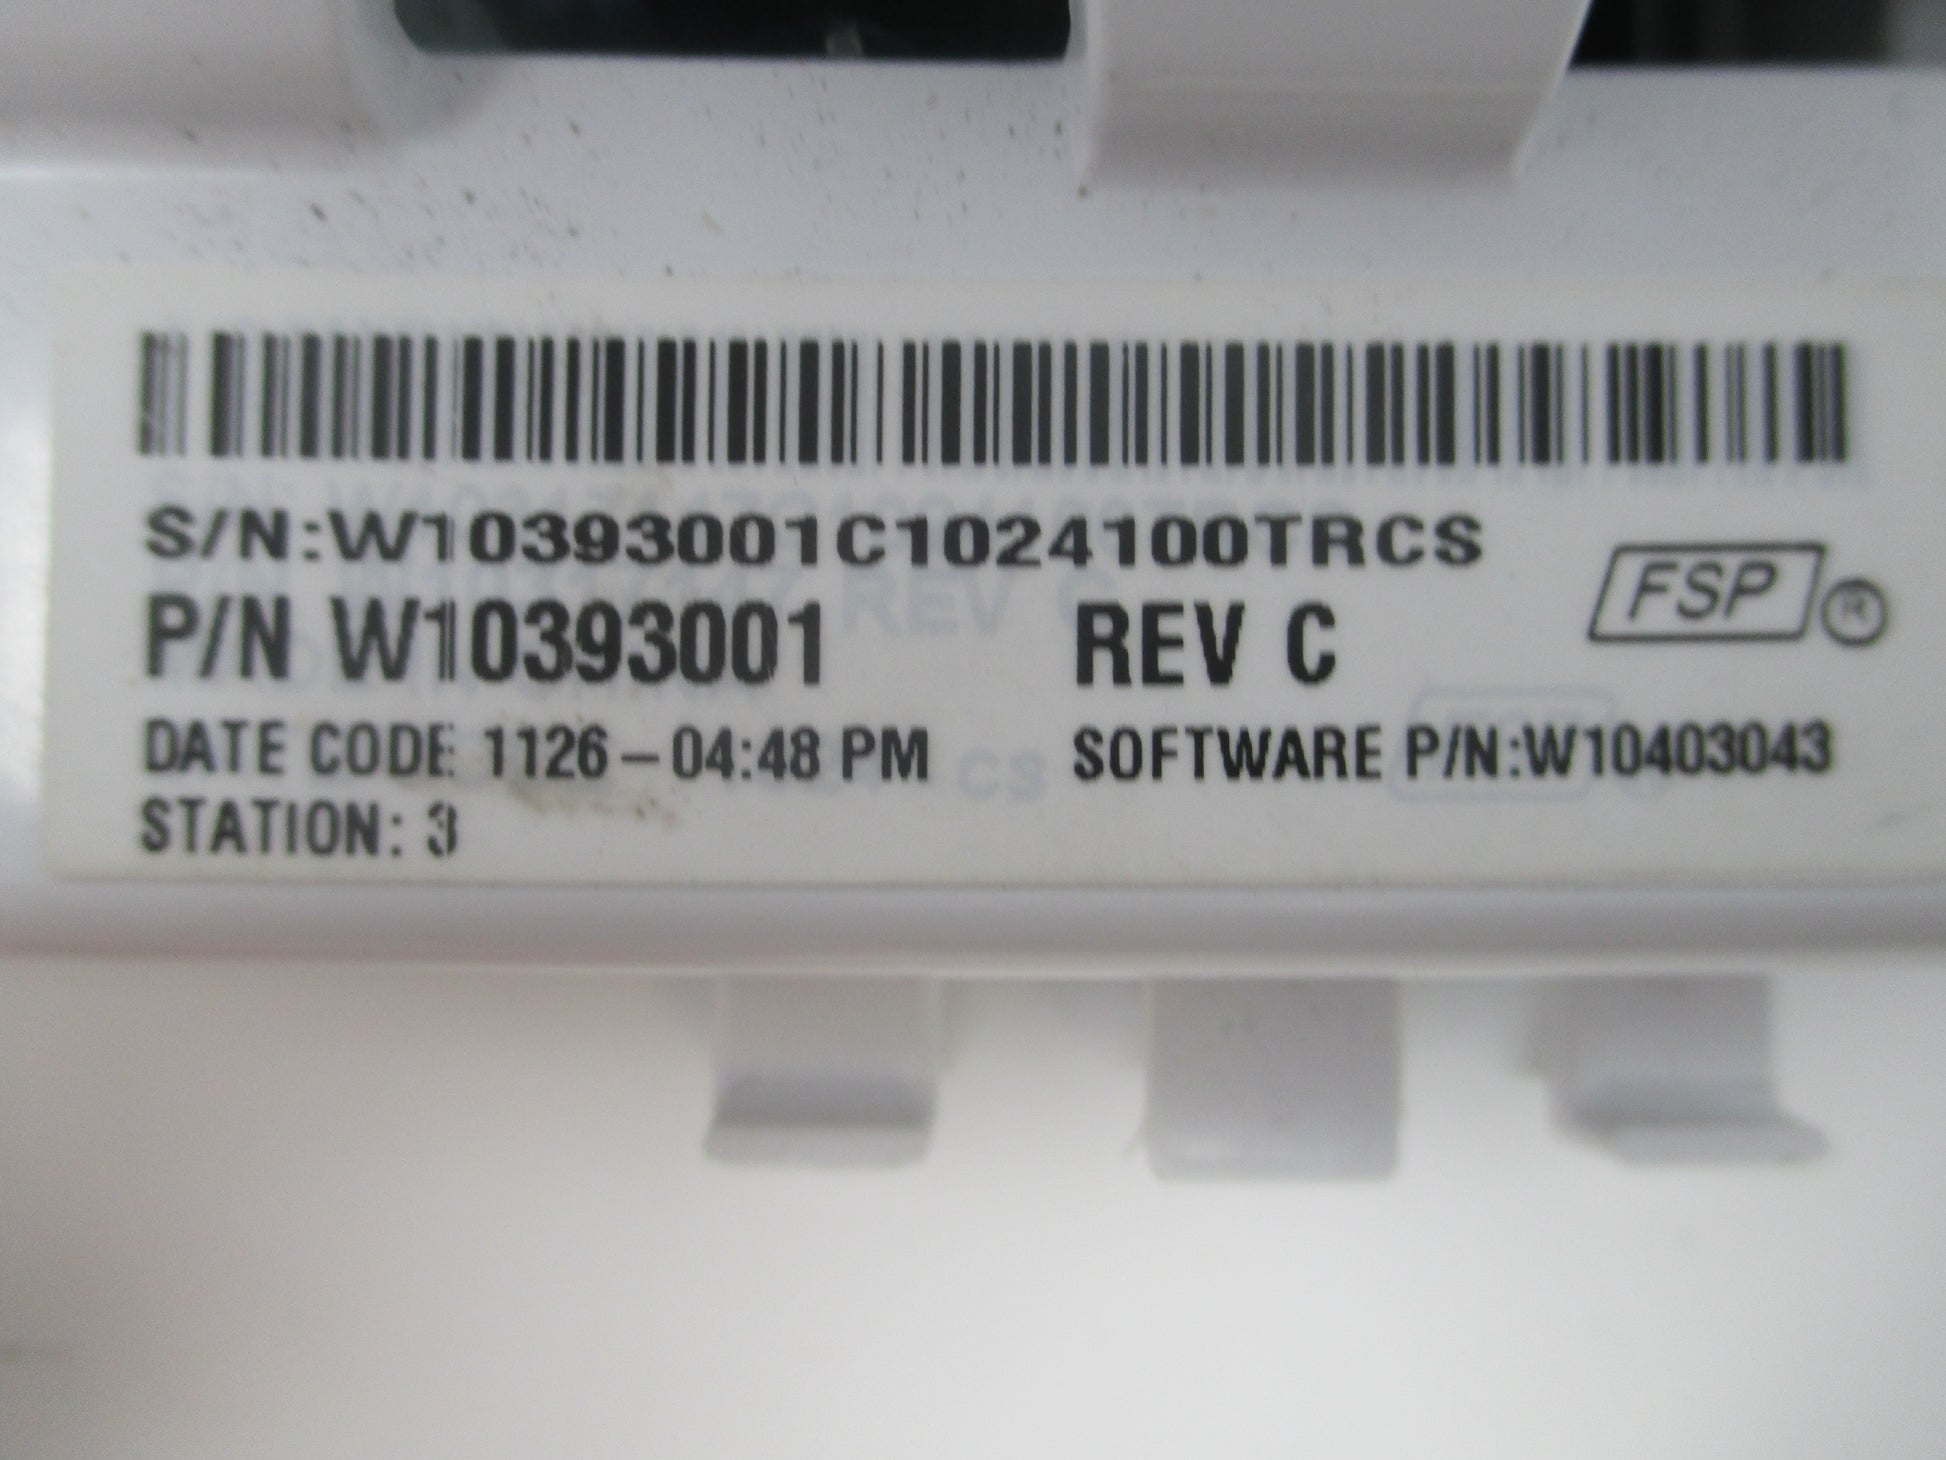 S/N:W10393001C1024100TRCS
P/N W10393001 REV C
FSP®
DATE CODE 1126-04:48 PM SOFTWARE P/N:W10403043
STATION: 3